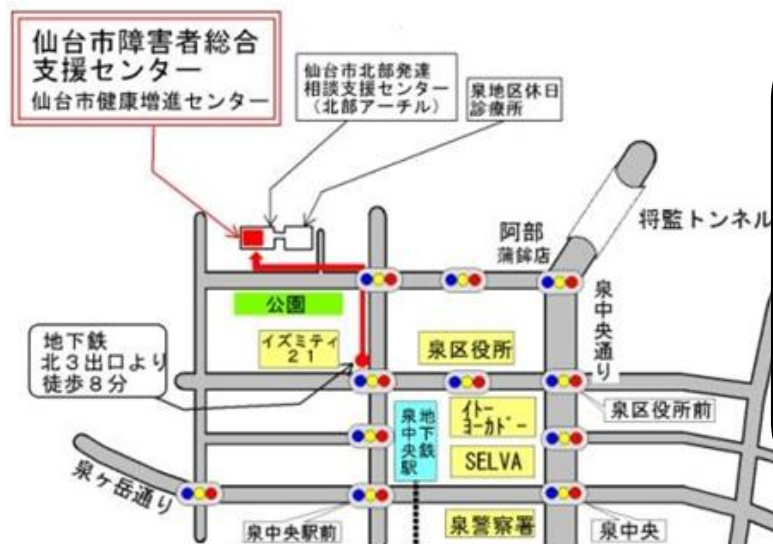 仙台市障害者総合
支援センター
仙台市健康増進センター
仙台市北部発達
相談支援センター
（北部アーチル）
泉地区休日
診療所
阿部
蒲鉾店
将監トンネル
泉中央通り
公園
地下鉄
北３出口より
徒歩８分
イズミティ
２１
泉区役所
泉区役所前
地下鉄
泉中央駅
イトー
ヨーカドー
SELVA
泉ヶ岳通り
泉中央駅前
泉警察署
泉中央